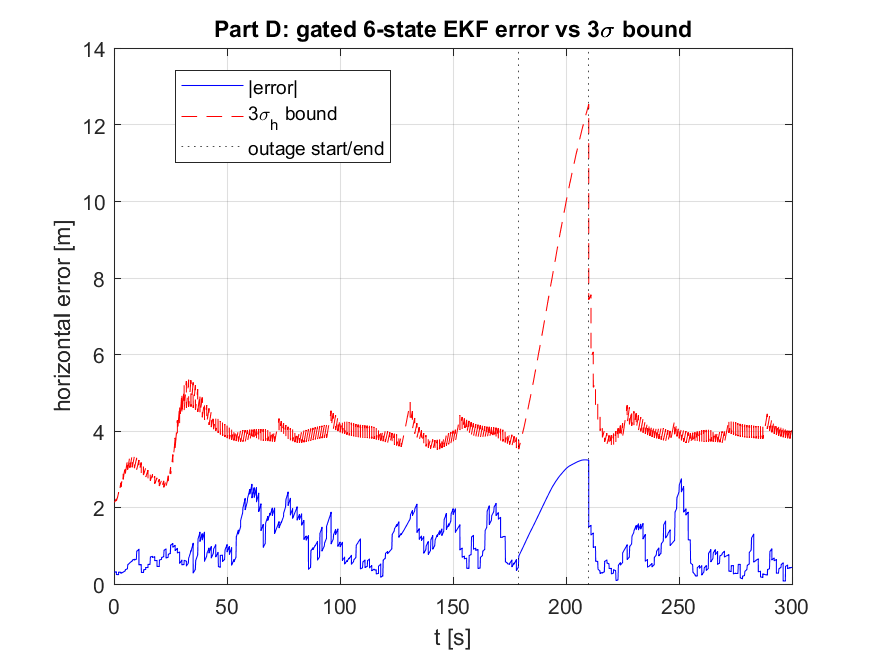 Part D: gated 6-state EKF error vs 3σ bound
|error|
3σh bound
outage start/end
horizontal error [m]
14
12
10
8
6
4
2
0
0 50 100 150 200 250 300
t [s]